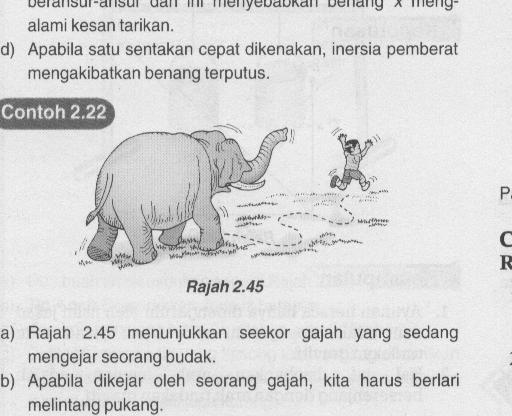 beransur-ansur dan ini menyebabkan benang x meng-
alami kesan tarikan.
d) Apabila satu sentakan cepat dikenakan, inersia pemberat
mengakibatkan benang terputus.
Contoh 2.22
Rajah 2.45
a) Rajah 2.45 menunjukkan seekor gajah yang sedang
mengejar seorang budak.
b) Apabila dikejar oleh seorang gajah, kita harus berlari
melintang pukang.